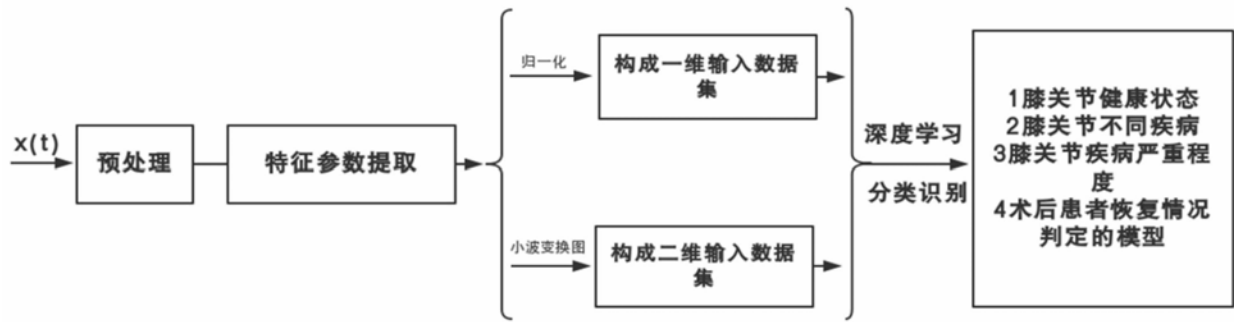 x(t)
预处理
特征参数提取
归一化
构成一维输入数据
集
小波变换图
构成二维输入数据
集
深度学习
分类识别
1膝关节健康状态
2膝关节不同疾病
3膝关节疾病严重程
度
4术后患者恢复情况
判定的模型